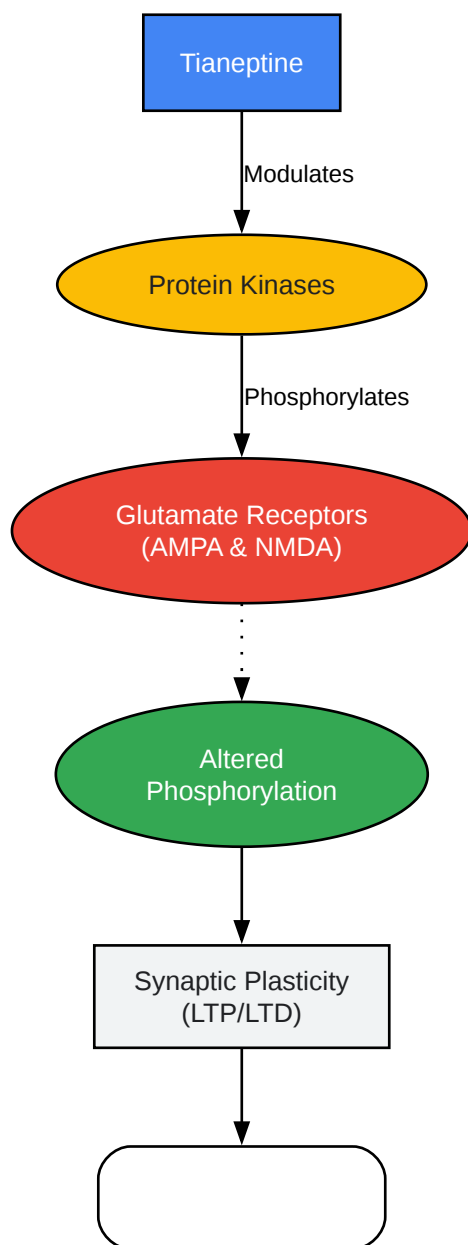 Tianeptine
Modulates
Protein Kinases
Phosphorylates
Glutamate Receptors
(AMPA & NMDA)
Altered
Phosphorylation
Synaptic Plasticity
(LTP/LTD)